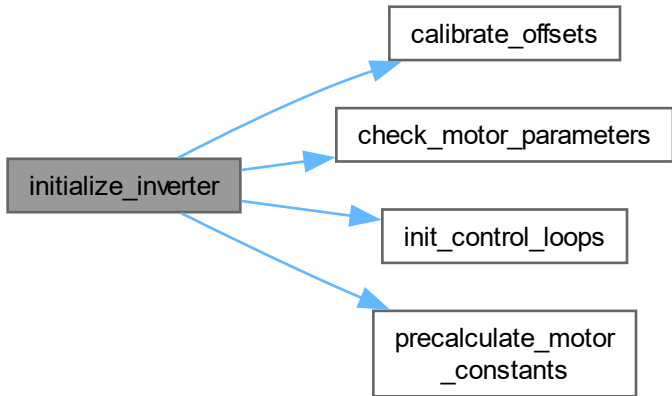 calibrate_offsets
check_motor_parameters
initialize_inverter
init_control_loops
precalculate_motor
_constants